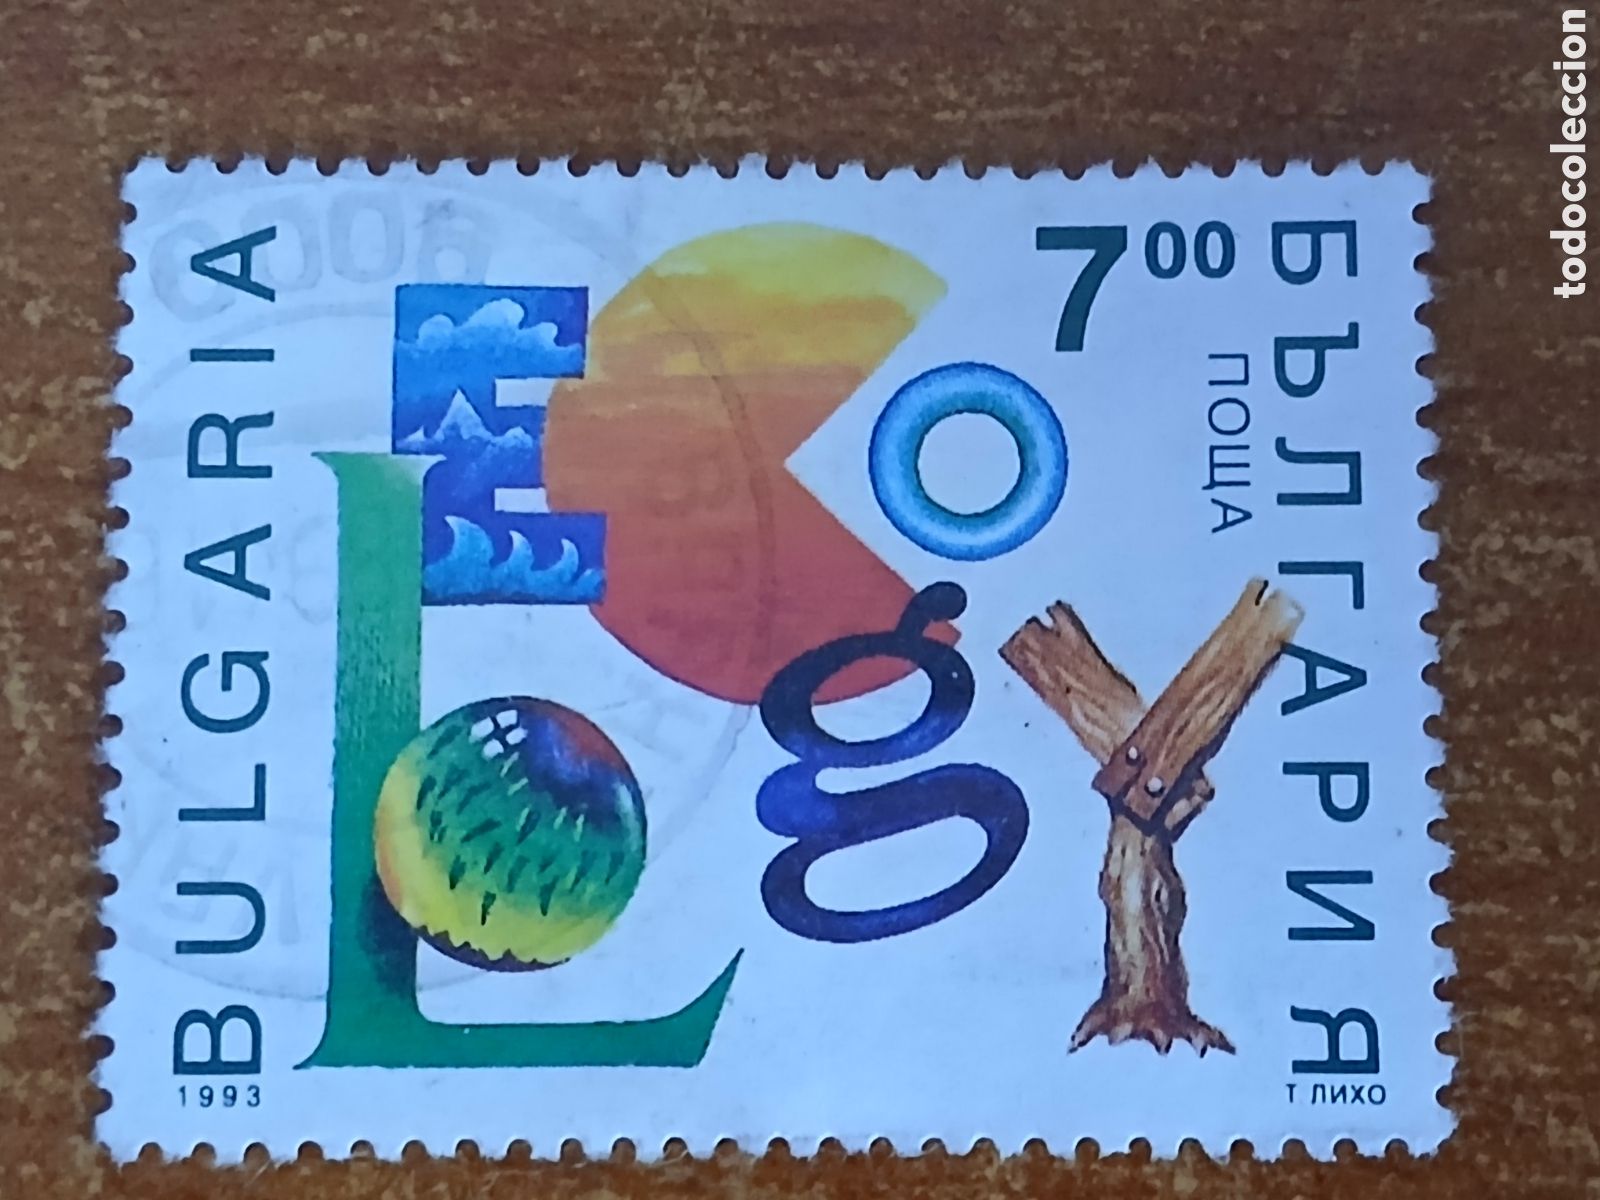 BULGARIA
1993
ECoLogY
7 00
ПОЩА
БЪЛГАРИЯ
Т ЛИХО
todocoleccion